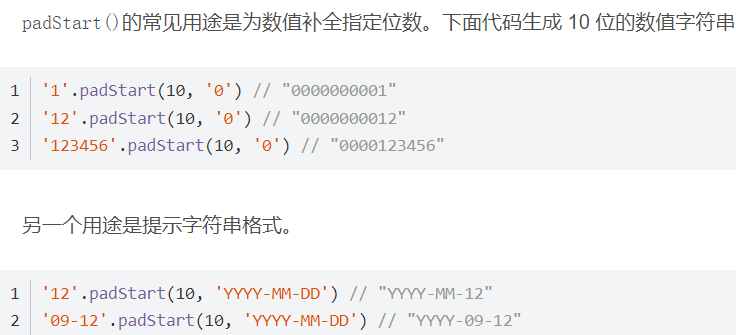 padStart()的常见用途是为数值补全指定位数。下面代码生成 10 位的数值字符串
1 '1'.padStart(10, '0') // "0000000001"
2 '12'.padStart(10, '0') // "0000000012"
3 '123456'.padStart(10, '0') // "0000123456"
另一个用途是提示字符串格式。
1 '12'.padStart(10, 'YYYY-MM-DD') // "YYYY-MM-12"
2 '09-12'.padStart(10, 'YYYY-MM-DD') // "YYYY-09-12"